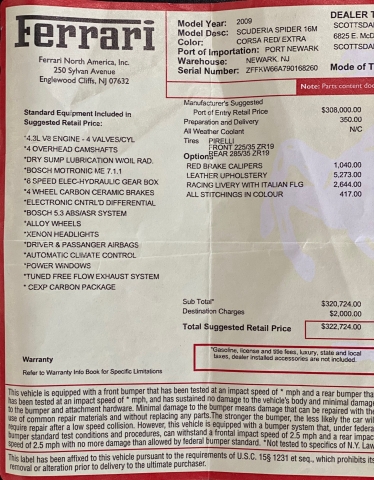 Ferrari
Ferrari North America, Inc.
250 Sylvan Avenue
Englewood Cliffs, NJ 07632
Model Year: 2009
Model Desc: SCUDERIA SPIDER 16M
Color: CORSA RED/ EXTRA
Port of Importation: PORT NEWARK
Warehouse: NEWARK, NJ
Serial Number: ZFFKW66A790168260
DEALER T
SCOTTSDA
6825 E. McD
SCOTTSDA
Mode of T
Note: Parts content doe
Standard Equipment Included in
Suggested Retail Price:
*4.3L V8 ENGINE - 4 VALVES/CYL
*4 OVERHEAD CAMSHAFTS
*DRY SUMP LUBRICATION W/OIL RAD.
*BOSCH MOTRONIC ME 7.1.1
*6 SPEED ELEC-HYDRAULIC GEAR BOX
*4 WHEEL CARBON CERAMIC BRAKES
*ELECTRONIC CNTRL'D DIFFERENTIAL
*BOSCH 5.3 ABS/ASR SYSTEM
*ALLOY WHEELS
*XENON HEADLIGHTS
*DRIVER & PASSANGER AIRBAGS
*AUTOMATIC CLIMATE CONTROL
*POWER WINDOWS
*TUNED FREE FLOW EXHAUST SYSTEM
* CEXP CARBON PACKAGE
Manufacturer's Suggested
Port of Entry Retail Price $308,000.00
Preparation and Delivery 350.00
All Weather Coolant N/C
Tires PIRELLI
FRONT 225/35 ZR19
REAR 285/35 ZR19
Options
RED BRAKE CALIPERS 1,040.00
LEATHER UPHOLSTERY 5,273.00
RACING LIVERY WITH ITALIAN FLG 2,644.00
ALL STITCHINGS IN COLOUR 417.00
Sub Total* $320,724.00
Destination Charges $2,000.00
Total Suggested Retail Price $322,724.00
*Gasoline, license and title fees, luxury, state and local
taxes, dealer installed accessories are not included.
Warranty
Refer to Warranty Info Book for Specific Limitations
This vehicle is equipped with a front bumper that has been tested at an impact speed of * mph and a rear bumper tha
has been tested at an impact speed of * mph, and has sustained no damage to the vehicle's body and minimal damage
to the bumper and attachment hardware. Minimal damage to the bumper means damage that can be repaired with the
use of common repair materials and without replacing any parts.The stronger the bumper, the less likely the car wil
require repair after a low speed collision. However, this vehicle is equipped with a bumper system that, under federa
bumper standard test conditions and procedures, can withstand a frontal impact speed of 2.5 mph and a rear impac
speed of 2.5 mph with no more damage than allowed by federal bumper standard. *Not tested to specifics of N.Y. Law
This label has been affixed to this vehicle pursuant to the requirements of U.S.C. 15§ 1231 et seq., which prohibits its
removal or alteration prior to delivery to the ultimate purchaser.